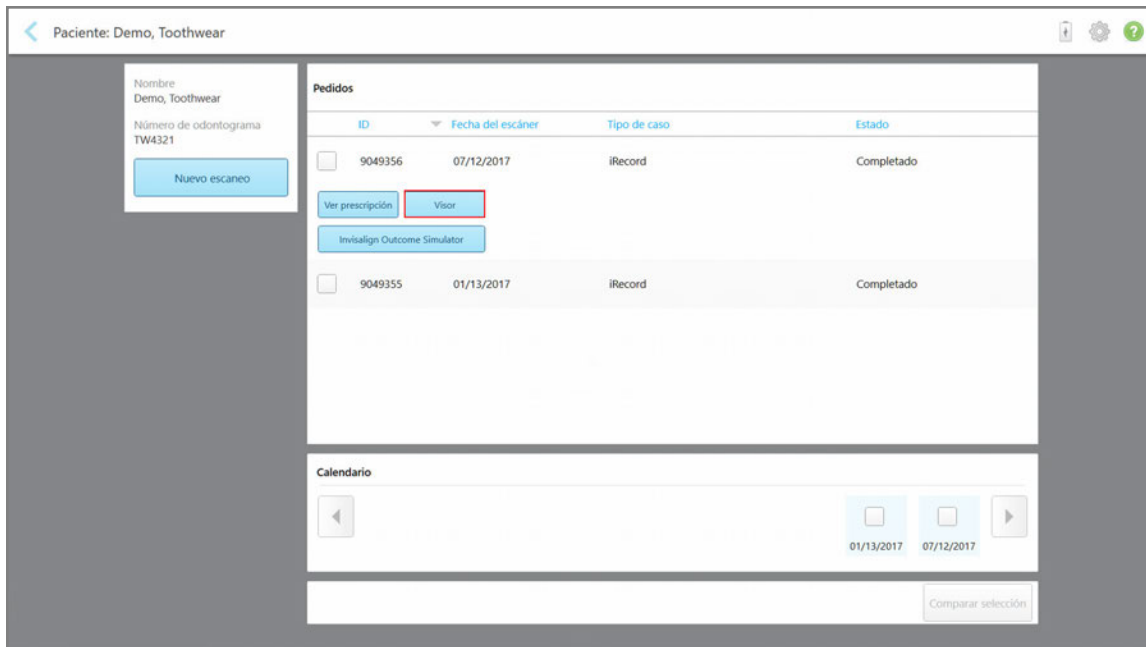 Paciente: Demo, Toothwear
?
Nombre
Demo, Toothwear
Número de odontograma
TW4321
Nuevo escaneo
Pedidos
ID Fecha del escáner Tipo de caso Estado
9049356 07/12/2017 iRecord Completado
Ver prescripción Visor
Invisalign Outcome Simulator
9049355 01/13/2017 iRecord Completado
Calendario
01/13/2017 07/12/2017
Comparar selección